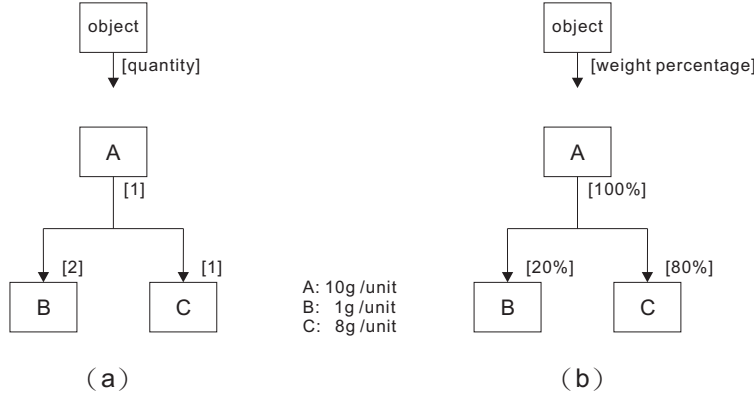 object
[quantity]
A
[1]
[2]
[1]
B
C
(a)
A: 10g /unit
B: 1g /unit
C: 8g /unit
object
[weight percentage]
A
[100%]
[20%]
[80%]
B
C
(b)